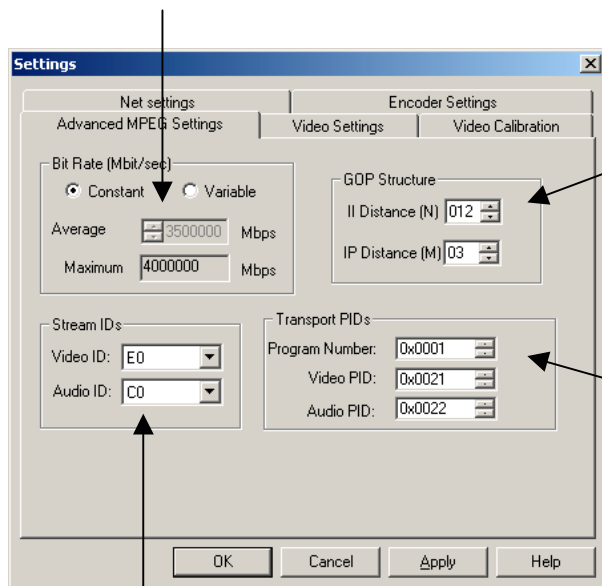 Settings
Net settings
Encoder Settings
Advanced MPEG Settings
Video Settings
Video Calibration
Bit Rate (Mbit/sec)
Constant
Variable
Average
3500000
Mbps
Maximum
4000000
Mbps
GOP Structure
II Distance (N)
012
IP Distance (M)
03
Stream IDs
Video ID:
E0
Audio ID:
C0
Transport PIDs
Program Number:
0x0001
Video PID:
0x0021
Audio PID:
0x0022
OK
Cancel
Apply
Help